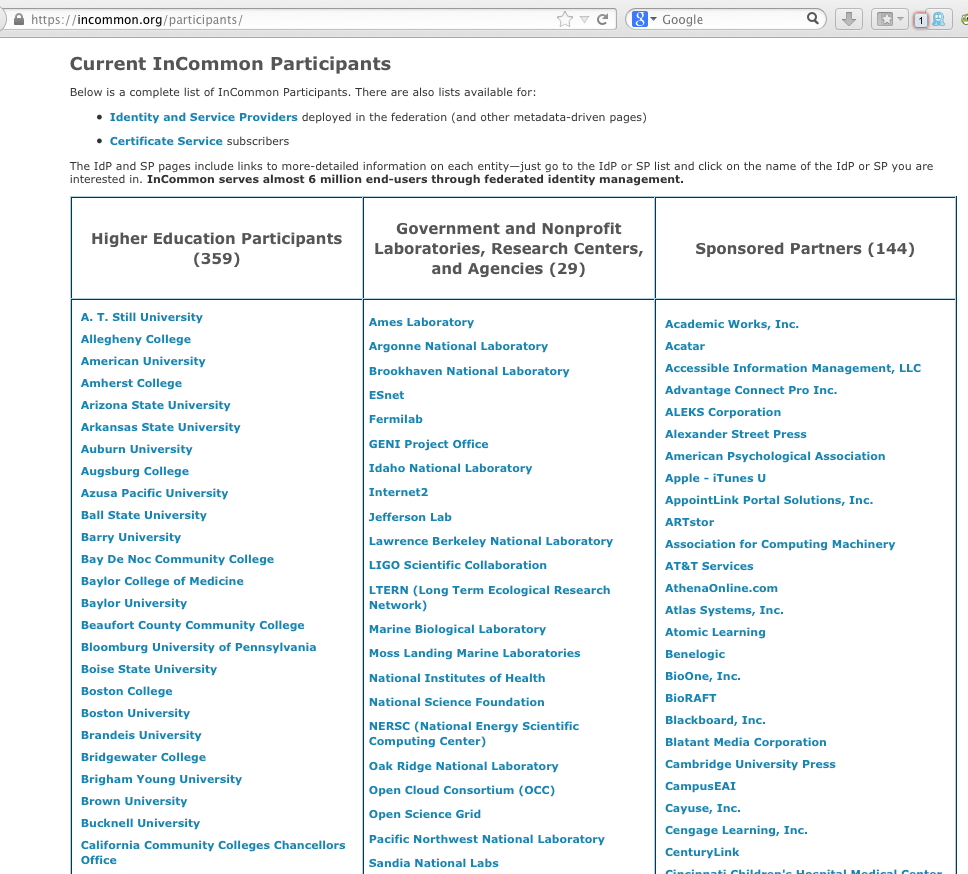 https://incommon.org/participants/
8
Google
1
Current InCommon Participants
Below is a complete list of InCommon Participants. There are also lists available for:
• Identity and Service Providers deployed in the federation (and other metadata-driven pages)
• Certificate Service subscribers
The IdP and SP pages include links to more-detailed information on each entity—just go to the IdP or SP list and click on the name of the IdP or SP you are
interested in. InCommon serves almost 6 million end-users through federated identity management.
Higher Education Participants
(359)
A. T. Still University
Allegheny College
American University
Amherst College
Arizona State University
Arkansas State University
Auburn University
Augsburg College
Azusa Pacific University
Ball State University
Barry University
Bay De Noc Community College
Baylor College of Medicine
Baylor University
Beaufort County Community College
Bloomburg University of Pennsylvania
Boise State University
Boston College
Boston University
Brandeis University
Bridgewater College
Brigham Young University
Brown University
Bucknell University
California Community Colleges Chancellors
Office
Government and Nonprofit
Laboratories, Research Centers,
and Agencies (29)
Ames Laboratory
Argonne National Laboratory
Brookhaven National Laboratory
ESnet
Fermilab
GENI Project Office
Idaho National Laboratory
Internet2
Jefferson Lab
Lawrence Berkeley National Laboratory
LIGO Scientific Collaboration
LTERN (Long Term Ecological Research
Network)
Marine Biological Laboratory
Moss Landing Marine Laboratories
National Institutes of Health
National Science Foundation
NERSC (National Energy Scientific
Computing Center)
Oak Ridge National Laboratory
Open Cloud Consortium (OCC)
Open Science Grid
Pacific Northwest National Laboratory
Sandia National Labs
Sponsored Partners (144)
Academic Works, Inc.
Acatar
Accessible Information Management, LLC
Advantage Connect Pro Inc.
ALEKS Corporation
Alexander Street Press
American Psychological Association
Apple - iTunes U
AppointLink Portal Solutions, Inc.
ARTstor
Association for Computing Machinery
AT&T Services
AthenaOnline.com
Atlas Systems, Inc.
Atomic Learning
Benelogic
BioOne, Inc.
BioRAFT
Blackboard, Inc.
Blatant Media Corporation
Cambridge University Press
CampusEAI
Cayuse, Inc.
Cengage Learning, Inc.
CenturyLink
Cincinnati Children's Hospital Medical Center